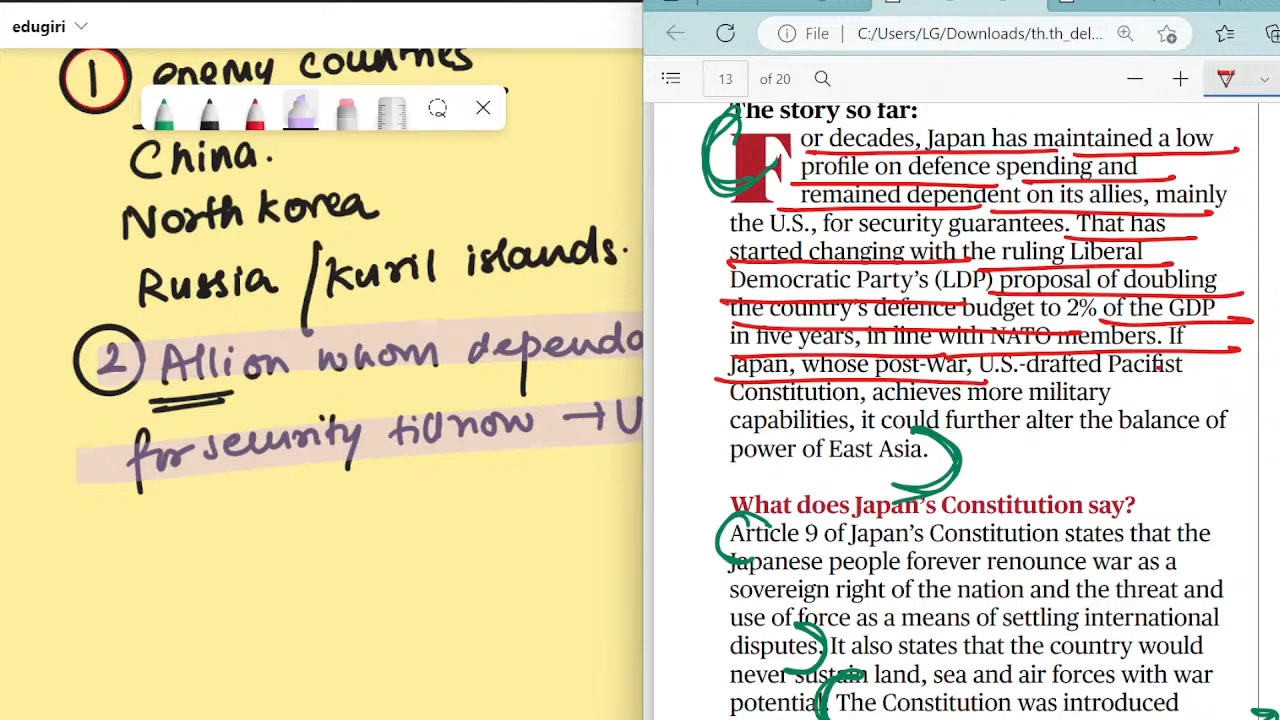 edugiri
1 enemy countries
China.
North korea
Russia / Kuril islands.
2 Allion whom depende
for security till now → U
File C:/Users/LG/Downloads/th.th_del...
13 of 20
The story so far:
For decades, Japan has maintained a low
profile on defence spending and
remained dependent on its allies, mainly
the U.S., for security guarantees. That has
started changing with the ruling Liberal
Democratic Party's (LDP) proposal of doubling
the country's defence budget to 2% of the GDP
in five years, in line with NATO members. If
Japan, whose post-War, U.S.-drafted Pacifist
Constitution, achieves more military
capabilities, it could further alter the balance of
power of East Asia.
What does Japan's Constitution say?
Article 9 of Japan's Constitution states that the
Japanese people forever renounce war as a
sovereign right of the nation and the threat and
use of force as a means of settling international
disputes. It also states that the country would
never sustain land, sea and air forces with war
potential. The Constitution was introduced